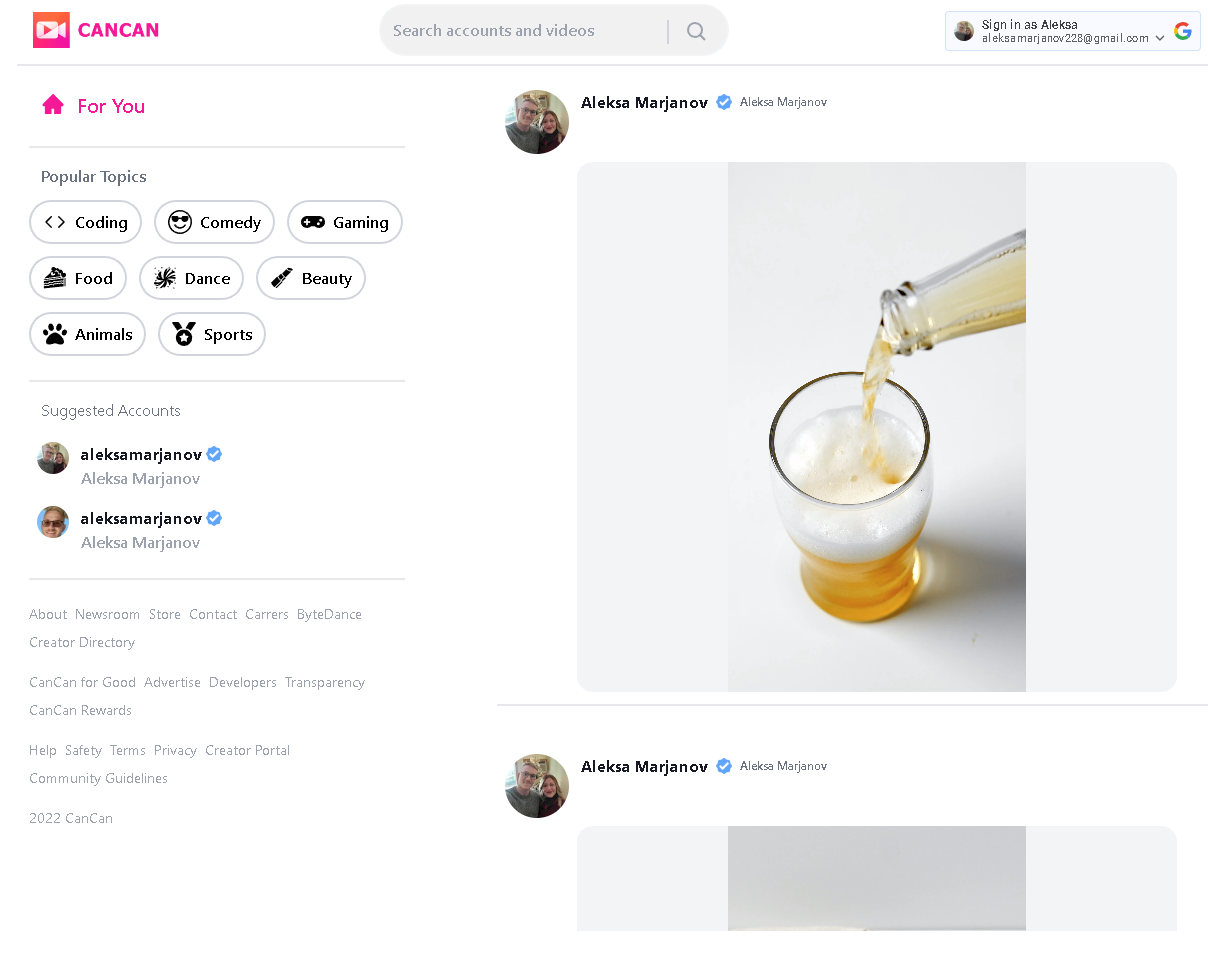 CANCAN
Search accounts and videos
Sign in as Aleksa
aleksamarjanov228@gmail.com
For You
Popular Topics
Coding Comedy Gaming
Food Dance Beauty
Animals Sports
Suggested Accounts
aleksamarjanov
Aleksa Marjanov
aleksamarjanov
Aleksa Marjanov
About Newsroom Store Contact Carrers ByteDance
Creator Directory
CanCan for Good Advertise Developers Transparency
CanCan Rewards
Help Safety Terms Privacy Creator Portal
Community Guidelines
2022 CanCan
Aleksa Marjanov Aleksa Marjanov
Aleksa Marjanov Aleksa Marjanov